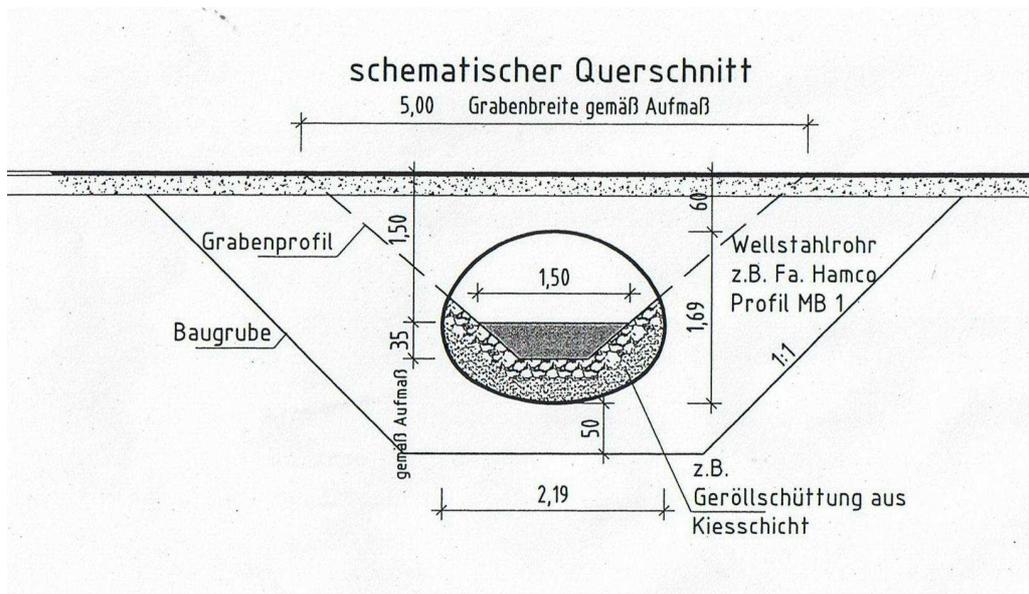 schematischer Querschnitt
5,00 Grabenbreite gemäß Aufmaß
60
1,50
Grabenprofil
Wellstahlrohr
z.B. Fa. Hamco
Profil MB 1
1,50
1,69
Baugrube
35
1:1
gemäß Aufmaß
50
z.B.
Geröllschüttung aus
Kiesschicht
2,19